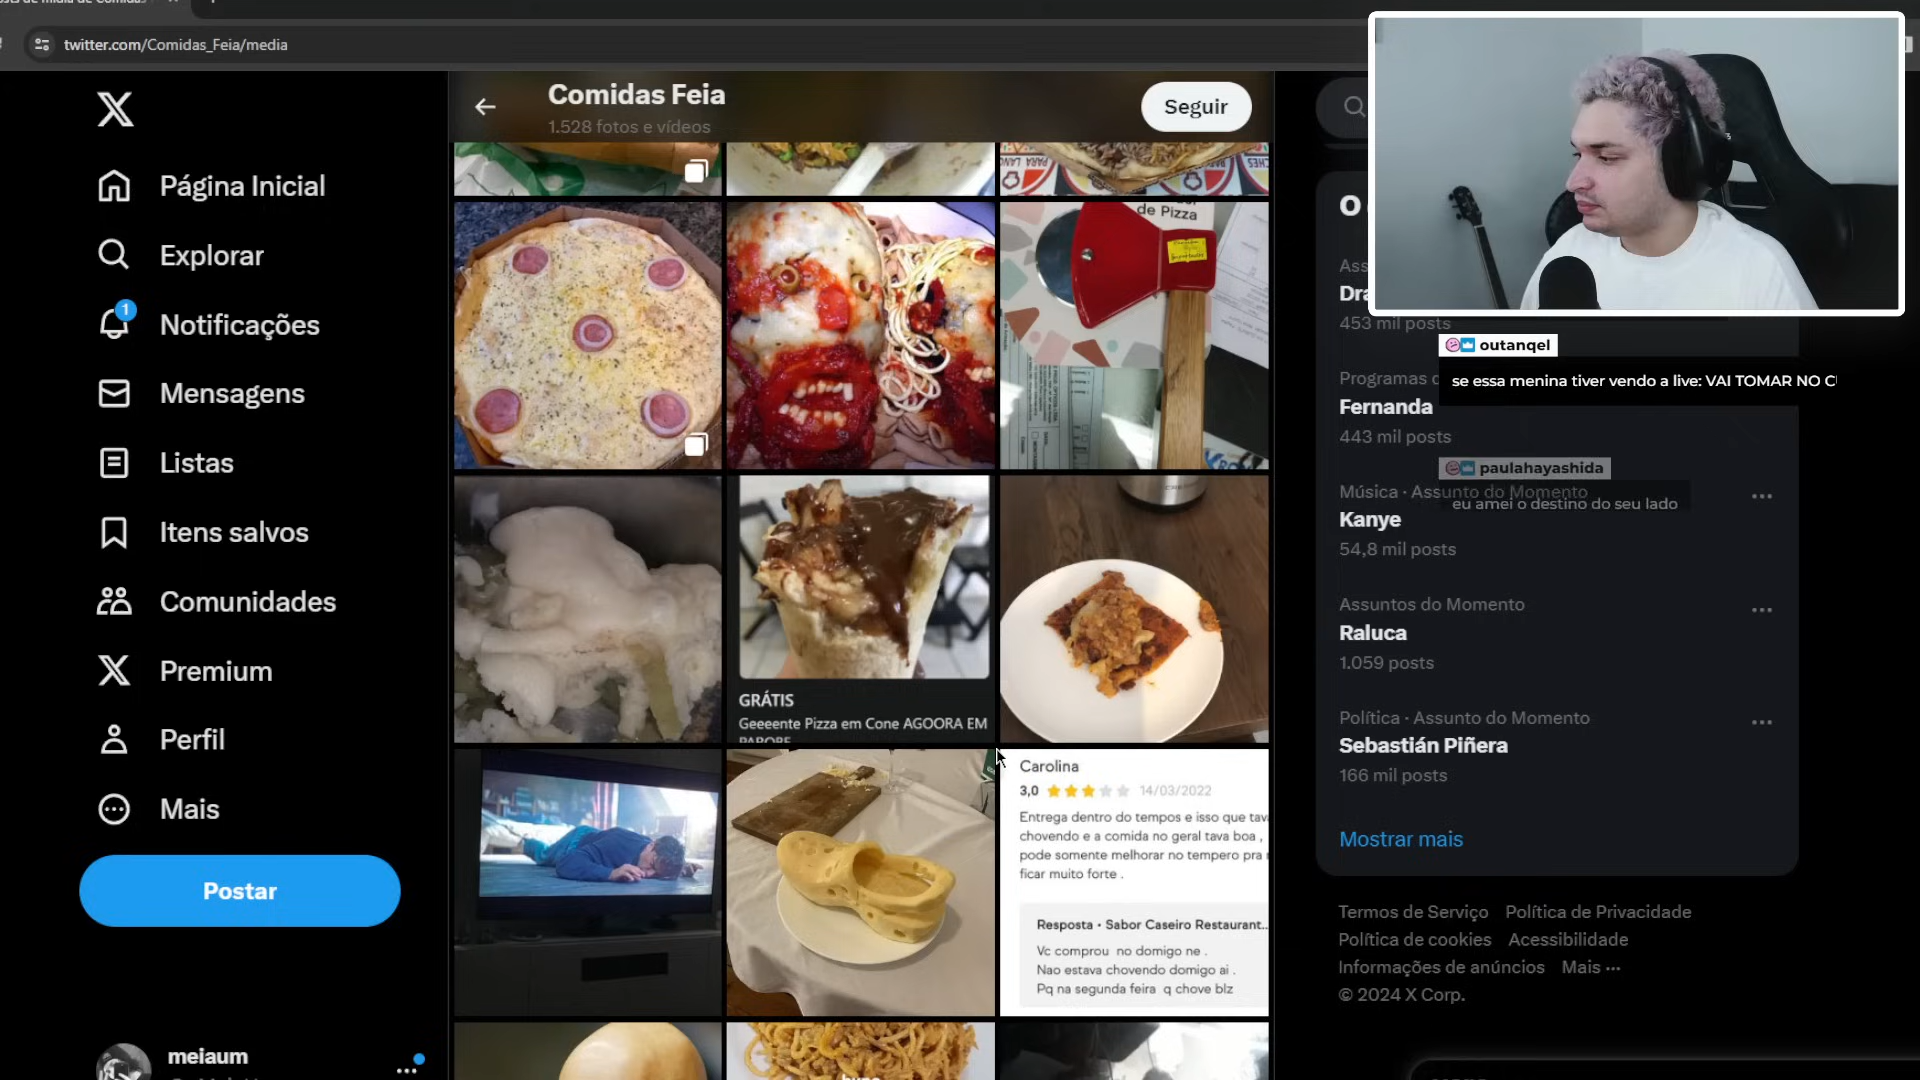 twitter.com/Comidas_Feia/media
Comidas Feia
1.528 fotos e vídeos
Seguir
Página Inicial
Explorar
1
Notificações
Mensagens
Listas
Itens salvos
Comunidades
Premium
Perfil
Mais
Postar
meiaum
de Pizza
GRÁTIS
Geeeente Pizza em Cone AGOORA EM
PAROBE
Carolina
3,0
14/03/2022
Entrega dentro do tempos e isso que tav
chovendo e a comida no geral tava boa ,
pode somente melhorar no tempero pra
ficar muito forte .
Resposta • Sabor Caseiro Restaurant...
Vc comprou no domigo ne .
Nao estava chovendo domigo ai .
Pq na segunda feira q chove blz
O
Ass
Dra
453 mil posts
Programas
Fernanda
443 mil posts
Música · Assunto do Momento
Kanye
54,8 mil posts
Assuntos do Momento
Raluca
1.059 posts
Política · Assunto do Momento
Sebastián Piñera
166 mil posts
Mostrar mais
outanqel
se essa menina tiver vendo a live: VAI TOMAR NO C
paulahayashida
eu amei o destino do seu lado
Termos de Serviço Política de Privacidade
Política de cookies Acessibilidade
Informações de anúncios Mais ···
© 2024 X Corp.